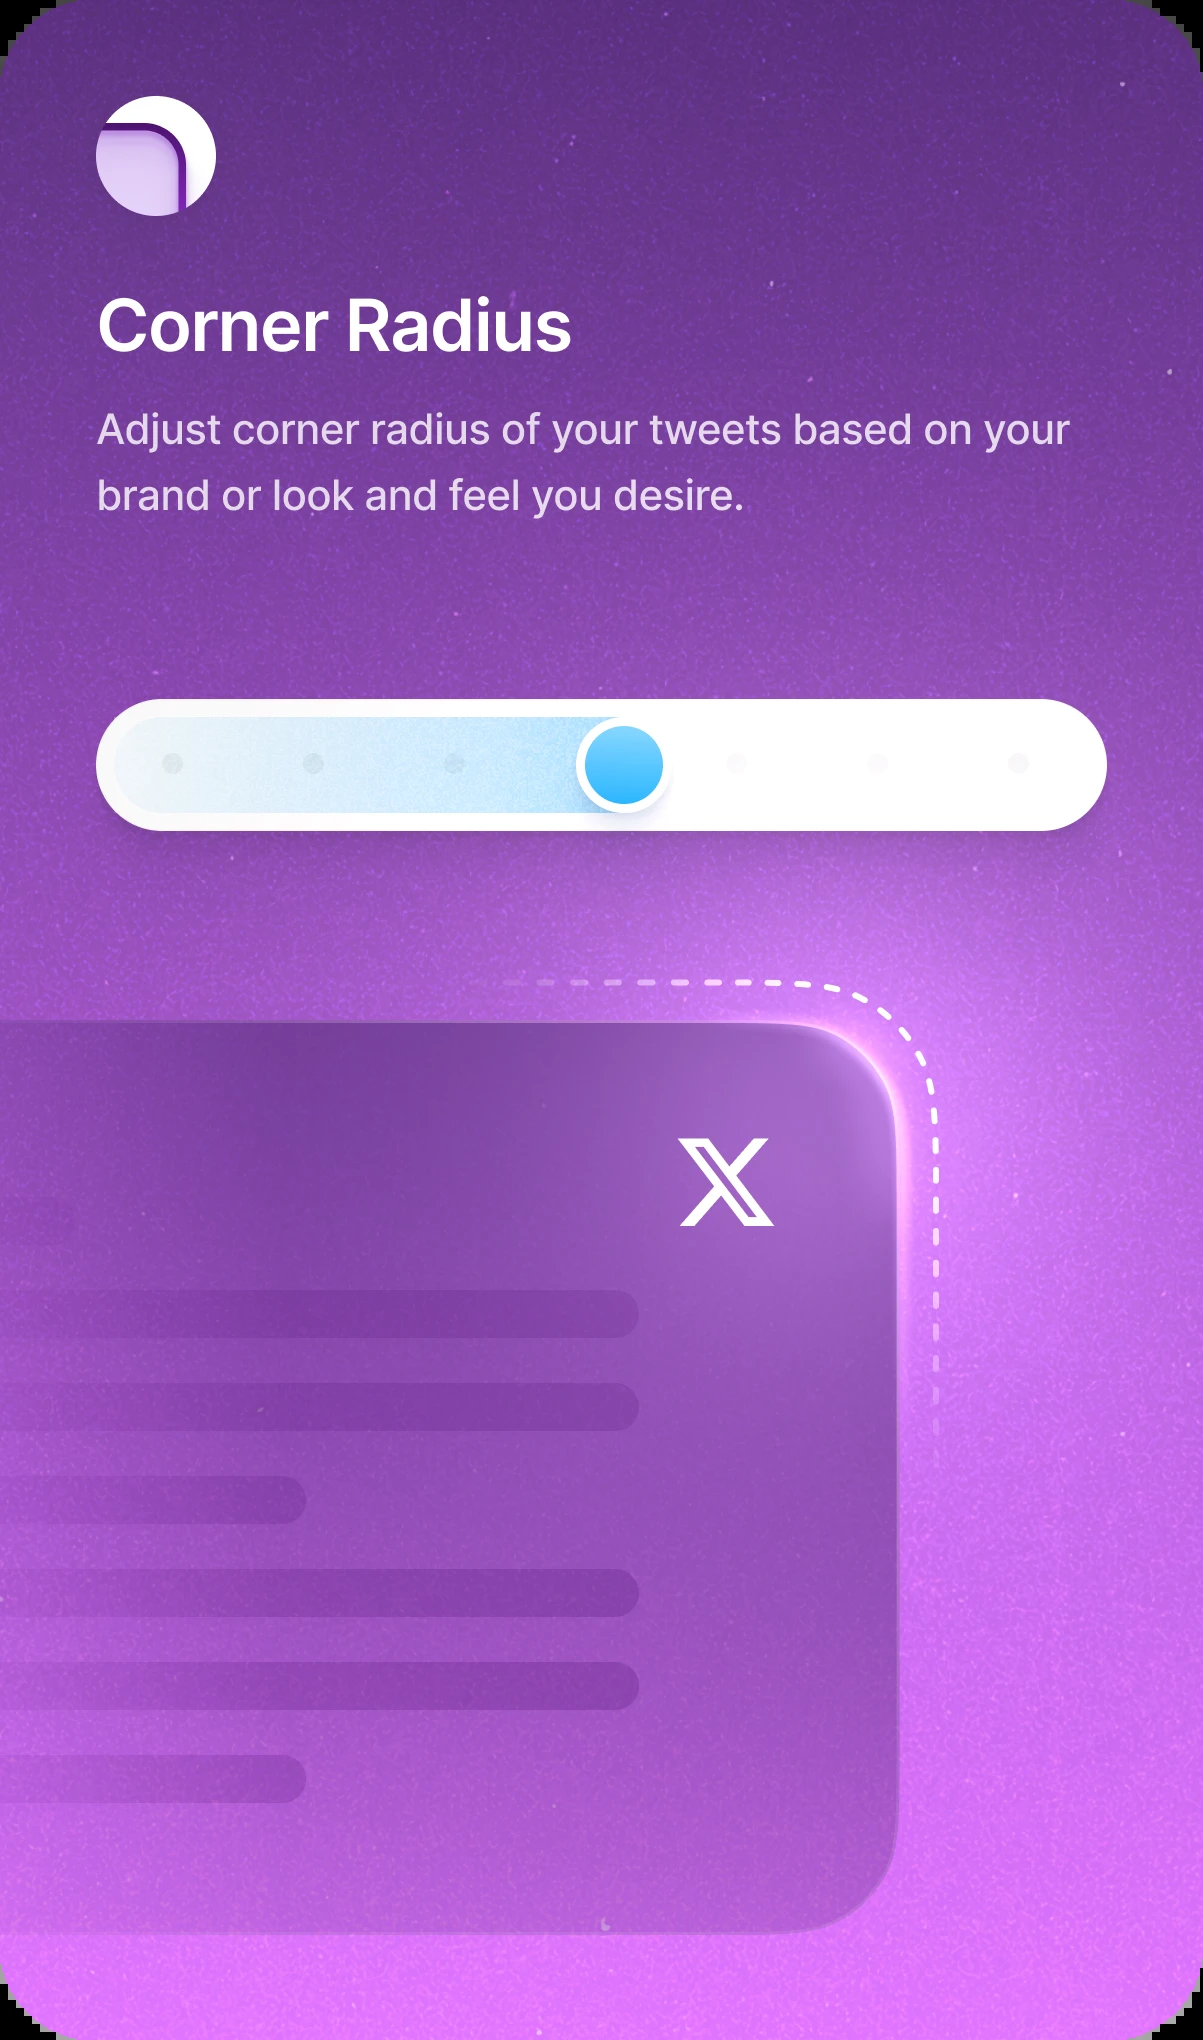 Corner Radius
Adjust corner radius of your tweets based on your
brand or look and feel you desire.